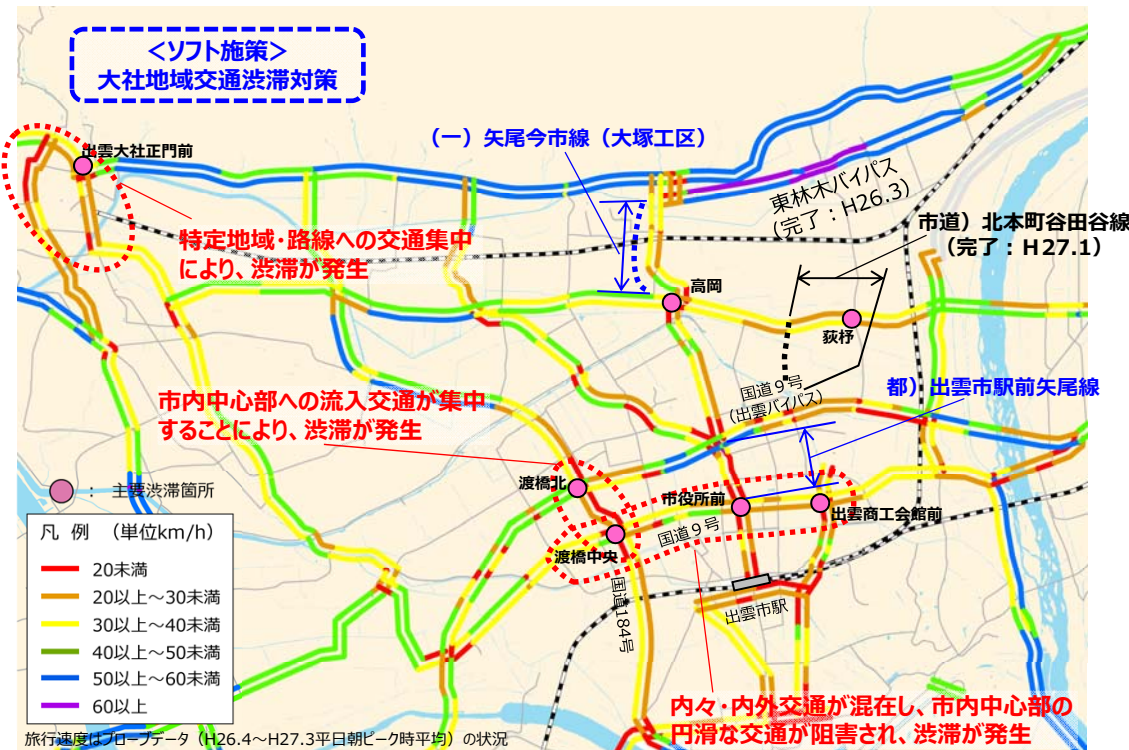 ＜ソフト施策＞
大社地域交通渋滞対策
（一）矢尾今市線（大塚工区）
出雲大社正門前
東林木バイパス
（完了：H26.3）
市道）北本町谷田谷線
（完了：H27.1）
特定地域・路線への交通集中
により、渋滞が発生
高岡
荻杼
国道９号
（出雲バイパス）
都）出雲市駅前矢尾線
市内中心部への流入交通が集中
することにより、渋滞が発生
渡橋北
市役所前
出雲商工会館前
：主要渋滞箇所
国道９号
渡橋中央
国道184号
出雲市駅
凡 例 （単位km/h）
20未満
20以上～30未満
30以上～40未満
40以上～50未満
50以上～60未満
60以上
内々・内外交通が混在し、市内中心部の
円滑な交通が阻害され、渋滞が発生
旅行速度はプローブデータ（H26.4～H27.3平日朝ピーク時平均）の状況